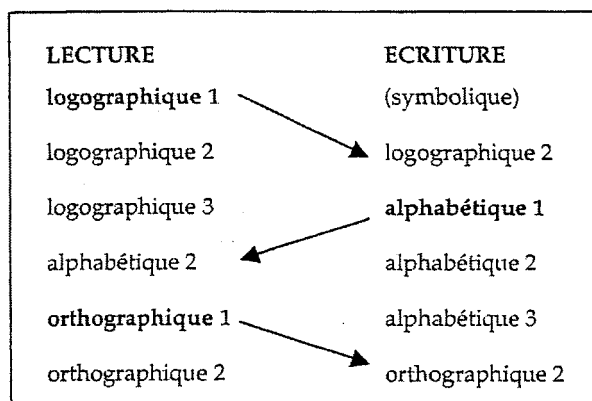 LECTURE ECRITURE
logographique 1 (symbolique)
logographique 2 logographique 2
logographique 3 alphabétique 1
alphabétique 2 alphabétique 2
orthographique 1 alphabétique 3
orthographique 2 orthographique 2